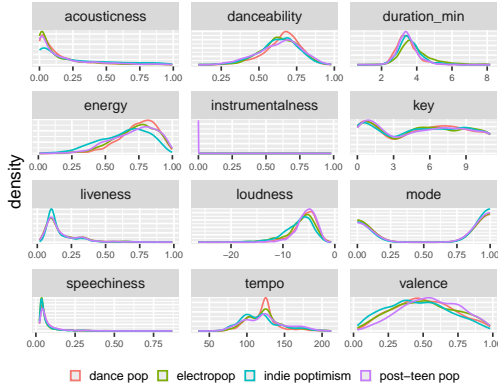 acousticness danceability duration_min
0.00 0.25 0.50 0.75 1.00 0.00 0.25 0.50 0.75 1.00 2 4 6 8
energy instrumentalness key
0.00 0.25 0.50 0.75 1.00 0.00 0.25 0.50 0.75 1.00 0 3 6 9
density
liveness loudness mode
0.00 0.25 0.50 0.75 1.00 −20 −10 0 0.00 0.25 0.50 0.75 1.00
speechiness tempo valence
0.00 0.25 0.50 0.75 50 100 150 200 0.00 0.25 0.50 0.75 1.00
dance pop electropop indie poptimism post−teen pop